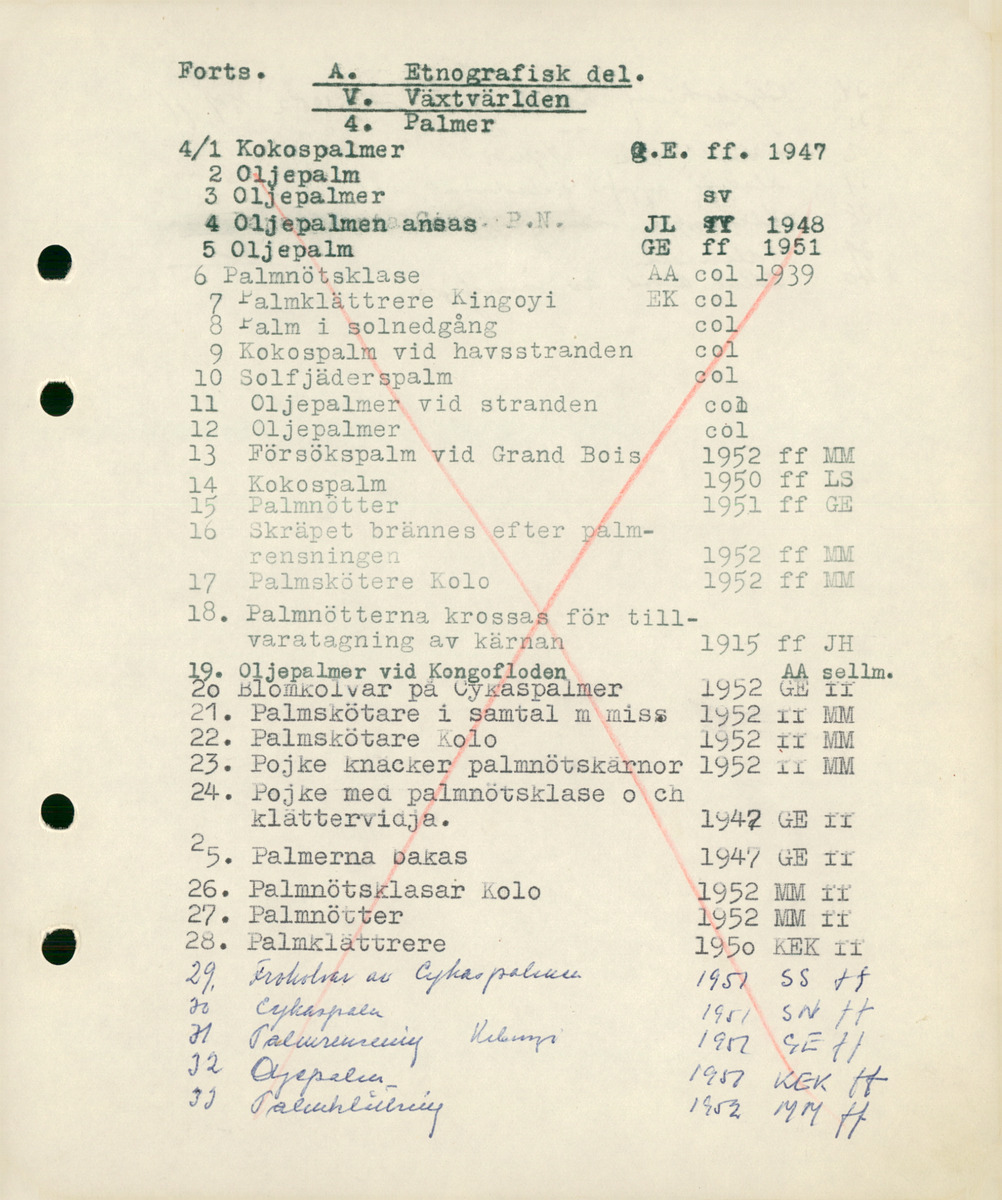 Forts. A. Etnografisk del.
V. Växtvärlden
4. Palmer
4/1 Kokospalmer G.E. ff. 1947
2 Oljepalm
3 Oljepalmer sv
4 Oljepalmen ansas P.N. JL ff 1948
5 Oljepalm GE ff 1951
6 Palmnötsklase AA col 1939
7 Palmklättrere Kingoyi EK col
8 Palm i solnedgång col
9 Kokospalm vid havsstranden col
10 Solfjäderspalm col
11 Oljepalmer vid stranden col
12 Oljepalmer col
13 Försökspalm vid Grand Bois 1952 ff MM
14 Kokospalm 1950 ff LS
15 Palmnötter 1951 ff GE
16 Skräpet brännes efter palm-
rensningen 1952 ff MM
17 Palmskötere Kolo 1952 ff MM
18. Palmnötterna krossas för till-
varatagning av kärnan 1915 ff JH
19. Oljepalmer vid Kongofloden AA sellm.
2o Blomkolvar på Cykaspalmer 1952 GE ff
21. Palmskötare i samtal m miss 1952 ff MM
22. Palmskötare Kolo 1952 ff MM
23. Pojke knäcker palmnötskärnor 1952 ff MM
24. Pojke med palmnötsklase o ch
klättervidja. 1947 GE ff
25. Palmerna bakas 1947 GE ff
26. Palmnötsklasar Kolo 1952 MM ff
27. Palmnötter 1952 MM ff
28. Palmklättrere 195o KEK ff
29. av Cykaspalmen 1951 SS ff
30 Cykaspalm 1951 SN ff
31 Palmrensning 1951 GE ff
32 Oljepalm 1951 KEK ff
33 Palmklättring 1952 MM ff